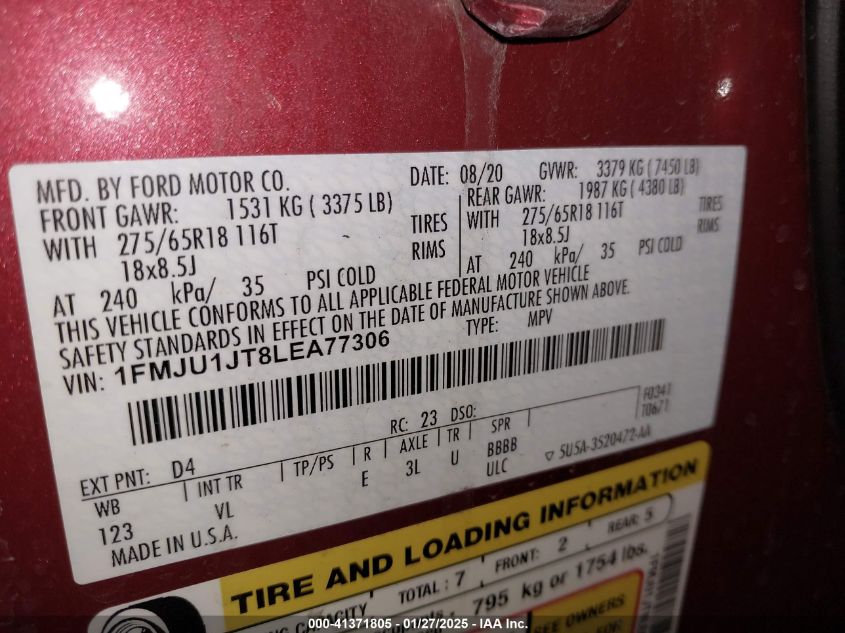 MFD. BY FORD MOTOR CO.
DATE: 08/20 GVWR: 3379 KG ( 7450 LB)
FRONT GAWR: 1531 KG ( 3375 LB)
WITH 275/65R18 116T TIRES
18x8.5J RIMS
AT 240 kPa/ 35 PSI COLD
REAR GAWR: 1987 KG ( 4380 LB)
WITH 275/65R18 116T TIRES
18x8.5J RIMS
AT 240 kPa/ 35 PSI COLD
THIS VEHICLE CONFORMS TO ALL APPLICABLE FEDERAL MOTOR VEHICLE
SAFETY STANDARDS IN EFFECT ON THE DATE OF MANUFACTURE SHOWN ABOVE.
VIN: 1FMJU1JT8LEA77306 TYPE: MPV
F0341
T0671
RC: 23 DSO:
EXT PNT: D4
WB INT TR TP/PS R AXLE TR SPR
123 VL E 3L U BBBB
ULC
▽ 5U5A-3520472-AA
MADE IN U.S.A.
TIRE AND LOADING INFORMATION
CAPACITY TOTAL : 7 FRONT: 2 REAR: 5
795 kg or 1754 lbs.
SEE OWNERS
000-41371805 - 01/27/2025 - IAAI.COM